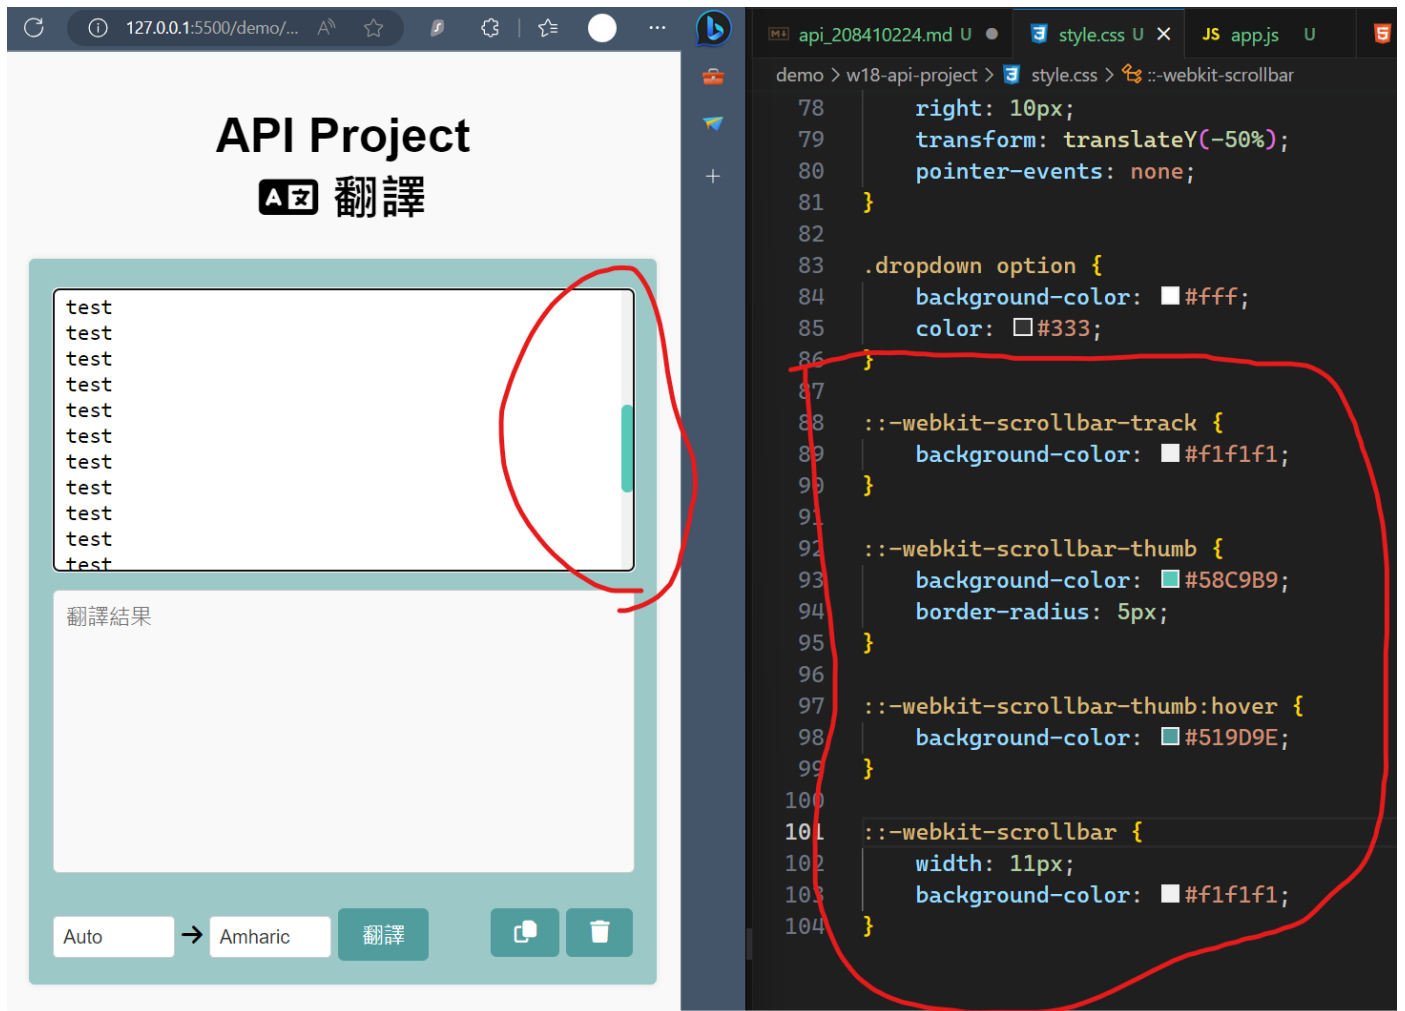 127.0.0.1:5500/demo/...
API Project
翻譯
test
test
test
test
test
test
test
test
test
test
test
翻譯結果
Auto
Amharic
翻譯
api_208410224.md U
style.css U
JS app.js U
demo > w18-api-project > style.css > ::-webkit-scrollbar
78 right: 10px;
79 transform: translateY(-50%);
80 pointer-events: none;
81 }
82
83 .dropdown option {
84 background-color: #fff;
85 color: #333;
86 }
87
88 ::-webkit-scrollbar-track {
89 background-color: #f1f1f1;
90 }
91
92 ::-webkit-scrollbar-thumb {
93 background-color: #58C9B9;
94 border-radius: 5px;
95 }
96
97 ::-webkit-scrollbar-thumb:hover {
98 background-color: #519D9E;
99 }
100
101 ::-webkit-scrollbar {
102 width: 11px;
103 background-color: #f1f1f1;
104 }